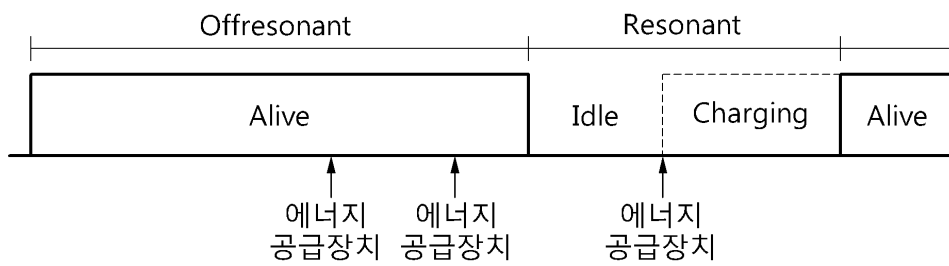 Offresonant
Resonant
Alive
Idle
Charging
Alive
에너지
공급장치
에너지
공급장치
에너지
공급장치